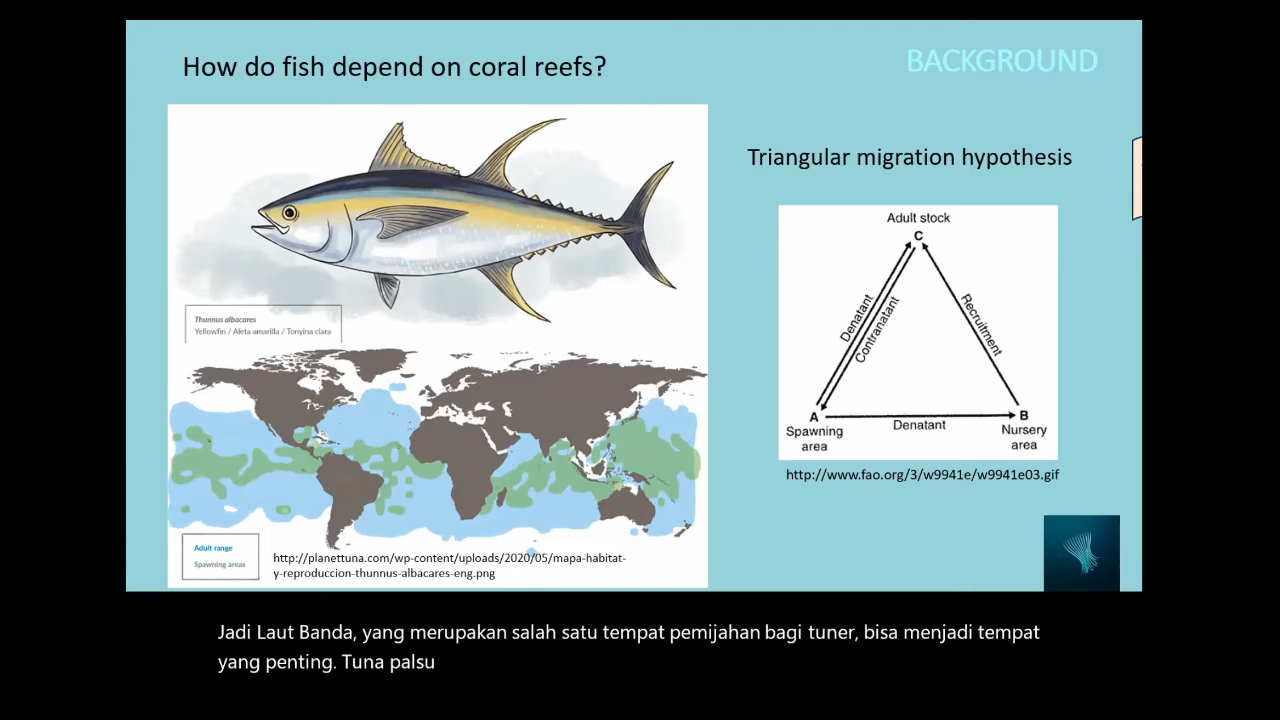 How do fish depend on coral reefs?
BACKGROUND
Thunnus albacares
Yellowfin / Aleta amarilla / Tonyina clara
Adult range
Spawning areas
http://planettuna.com/wp-content/uploads/2020/05/mapa-habitat-
y-reproduccion-thunnus-albacares-eng.png
Triangular migration hypothesis
Adult stock
C
Denatant
Contranatant
Recruitment
A
Spawning
area
Denatant
B
Nursery
area
http://www.fao.org/3/w9941e/w9941e03.gif
Jadi Laut Banda, yang merupakan salah satu tempat pemijahan bagi tuner, bisa menjadi tempat
yang penting. Tuna palsu